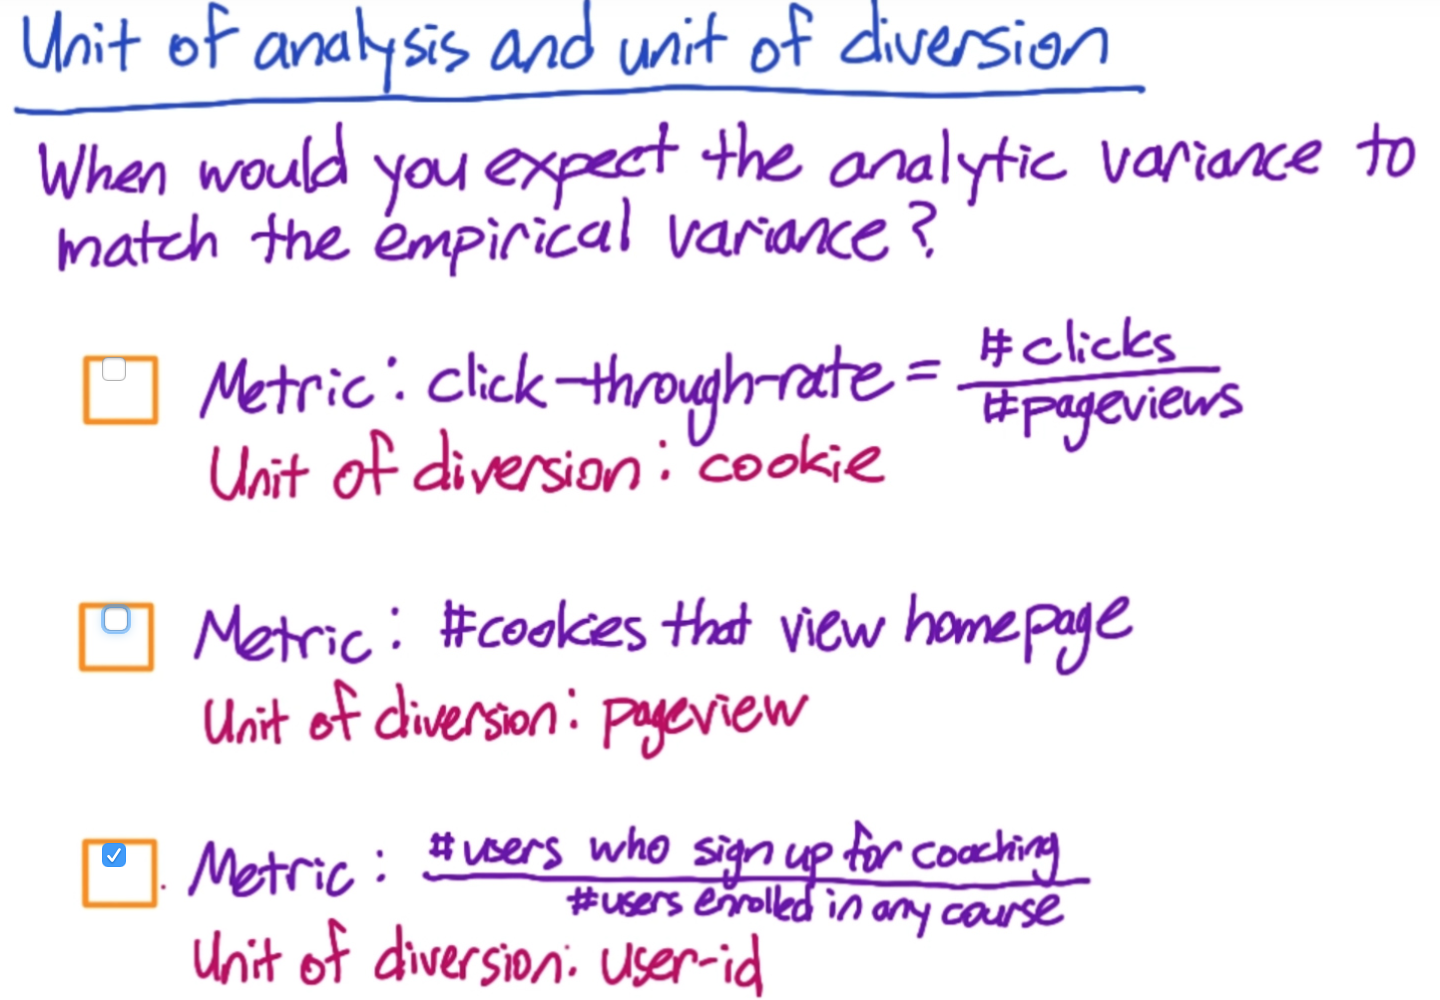 Unit of analysis and unit of diversion
When would you expect the analytic variance to
match the empirical variance?
Metric: click-through-rate = #clicks
#pageviews
Unit of diversion: cookie
Metric: #cookies that view homepage
Unit of diversion: pageview
Metric: #users who sign up for coaching
#users enrolled in any course
Unit of diversion: user-id